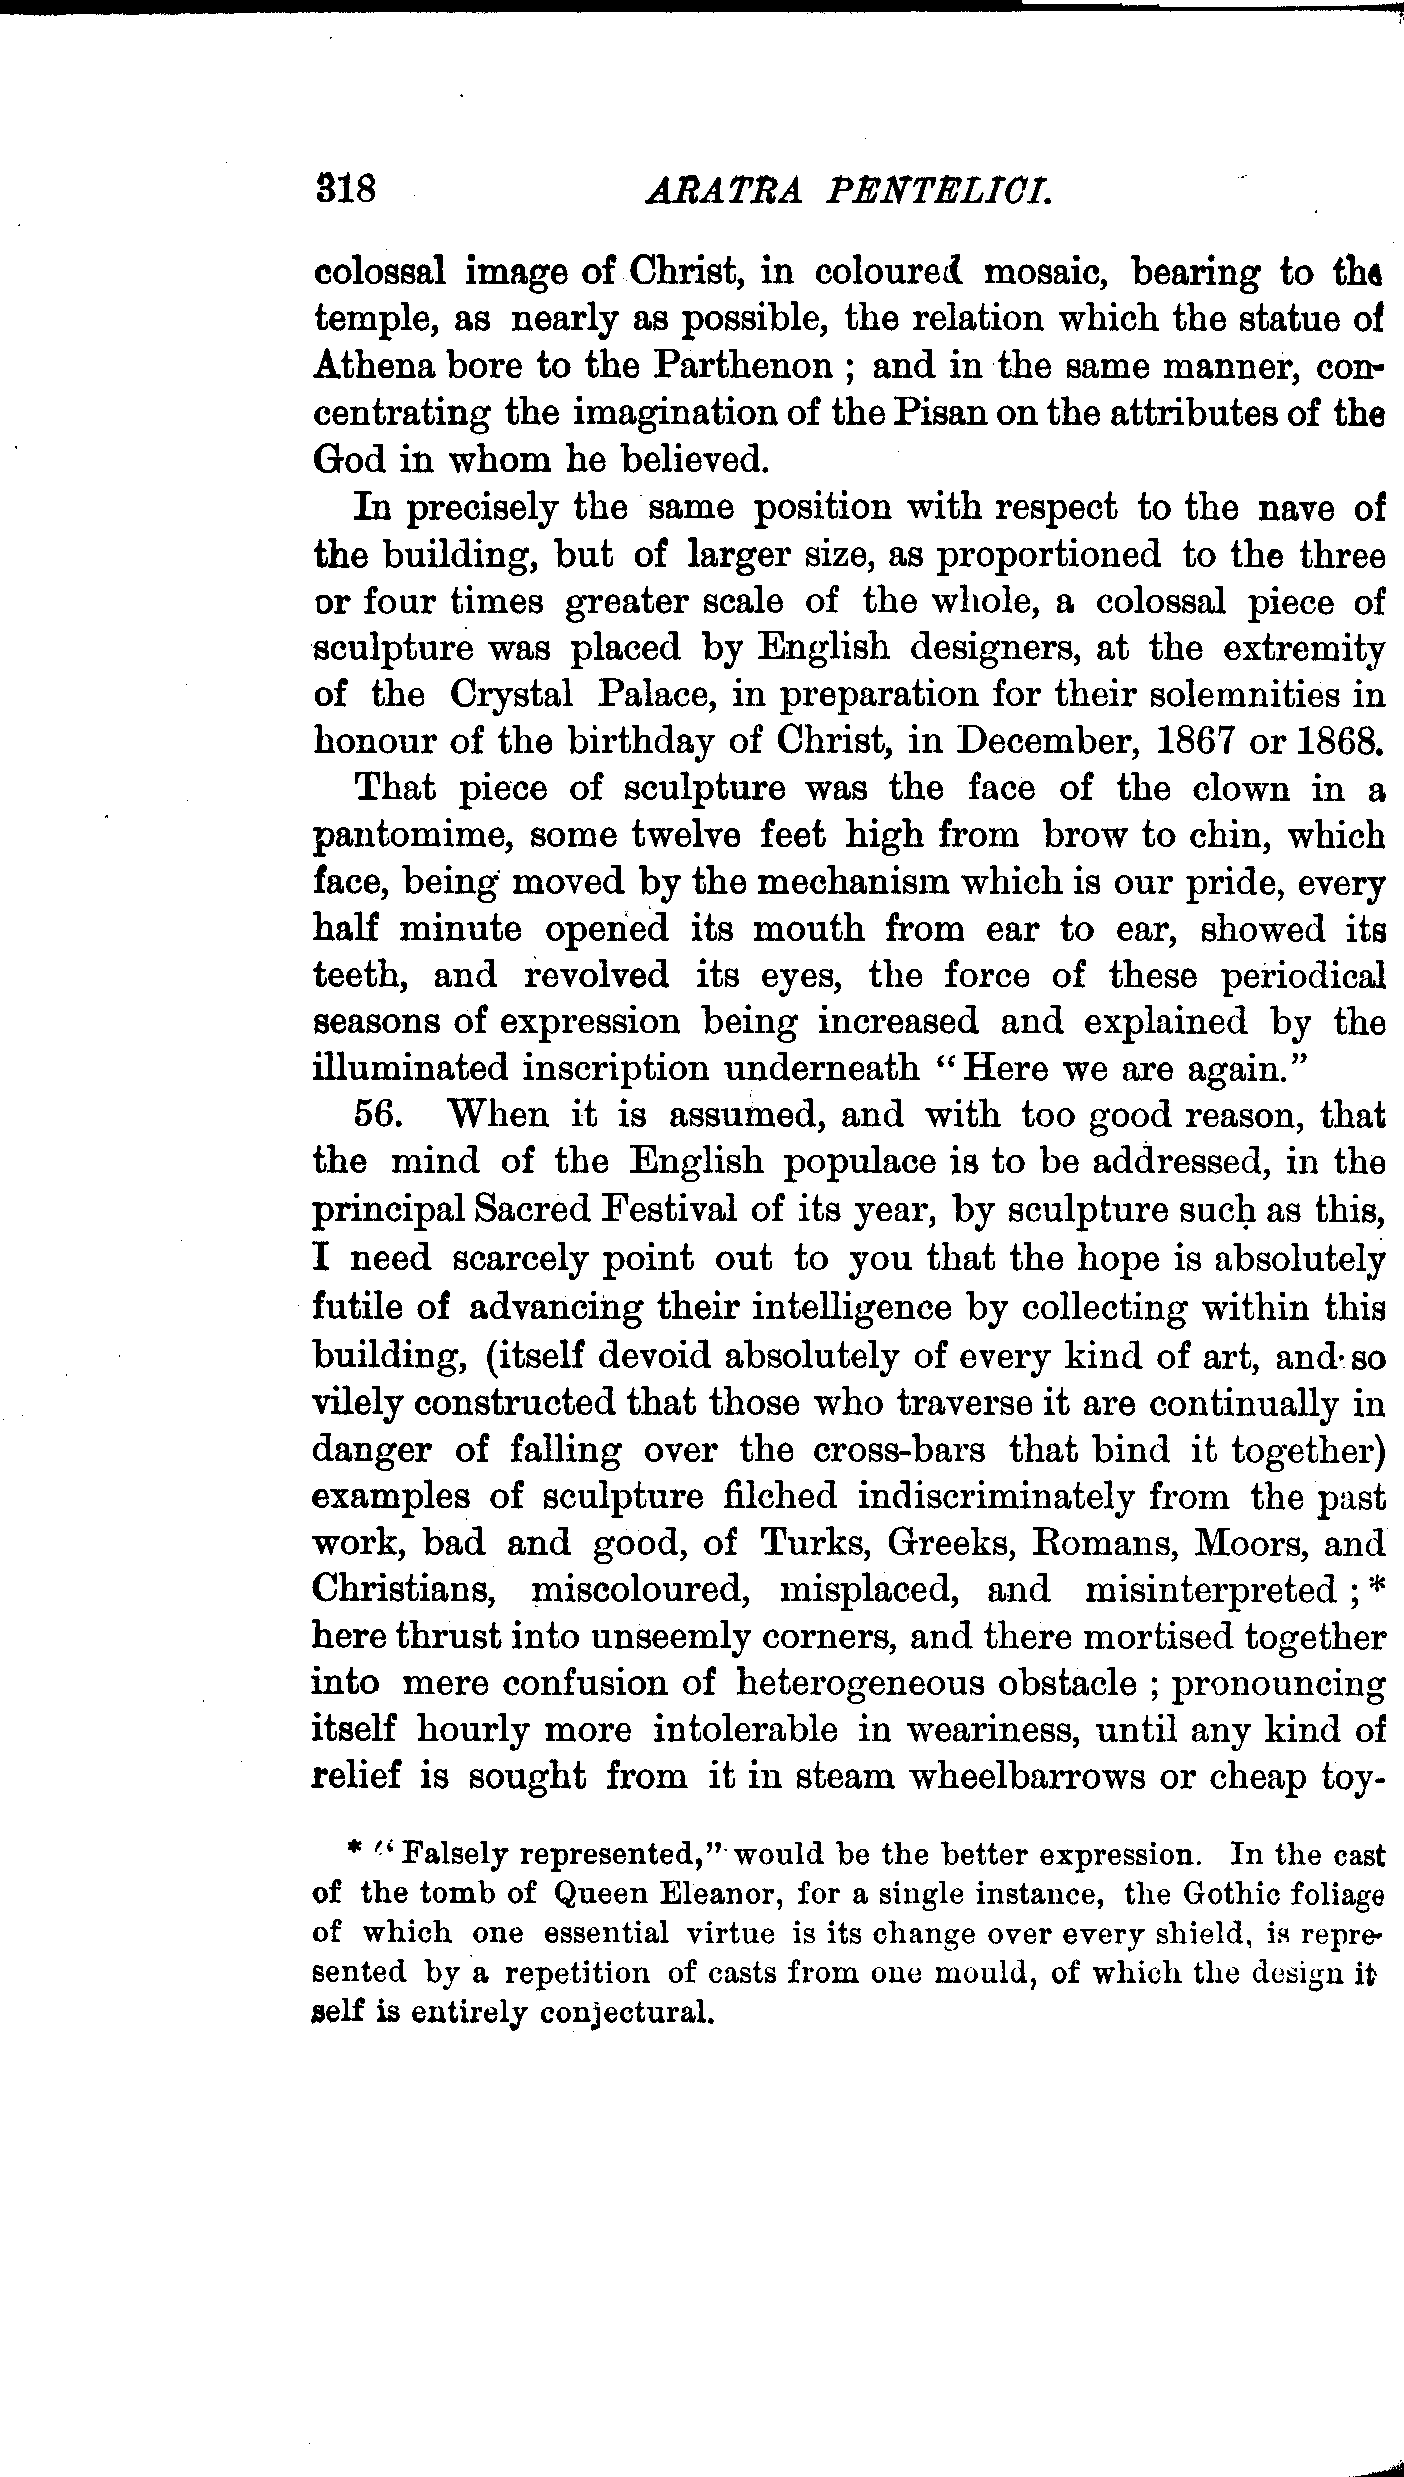 318 ARATRA PENTELICI.
colossal image of Christ, in coloured mosaic, bearing to the
temple, as nearly as possible, the relation which the statue of
Athena bore to the Parthenon ; and in the same manner, con-
centrating the imagination of the Pisan on the attributes of the
God in whom he believed.
In precisely the same position with respect to the nave of
the building, but of larger size, as proportioned to the three
or four times greater scale of the whole, a colossal piece of
sculpture was placed by English designers, at the extremity
of the Crystal Palace, in preparation for their solemnities in
honour of the birthday of Christ, in December, 1867 or 1868.
That piece of sculpture was the face of the clown in a
pantomime, some twelve feet high from brow to chin, which
face, being moved by the mechanism which is our pride, every
half minute opened its mouth from ear to ear, showed its
teeth, and revolved its eyes, the force of these periodical
seasons of expression being increased and explained by the
illuminated inscription underneath “Here we are again.”
56. When it is assumed, and with too good reason, that
the mind of the English populace is to be addressed, in the
principal Sacred Festival of its year, by sculpture such as this,
I need scarcely point out to you that the hope is absolutely
futile of advancing their intelligence by collecting within this
building, (itself devoid absolutely of every kind of art, and so
vilely constructed that those who traverse it are continually in
danger of falling over the cross-bars that bind it together)
examples of sculpture filched indiscriminately from the past
work, bad and good, of Turks, Greeks, Romans, Moors, and
Christians, miscoloured, misplaced, and misinterpreted ; *
here thrust into unseemly corners, and there mortised together
into mere confusion of heterogeneous obstacle ; pronouncing
itself hourly more intolerable in weariness, until any kind of
relief is sought from it in steam wheelbarrows or cheap toy-
* “Falsely represented,” would be the better expression. In the cast
of the tomb of Queen Eleanor, for a single instance, the Gothic foliage
of which one essential virtue is its change over every shield, is repre-
sented by a repetition of casts from one mould, of which the design it
self is entirely conjectural.